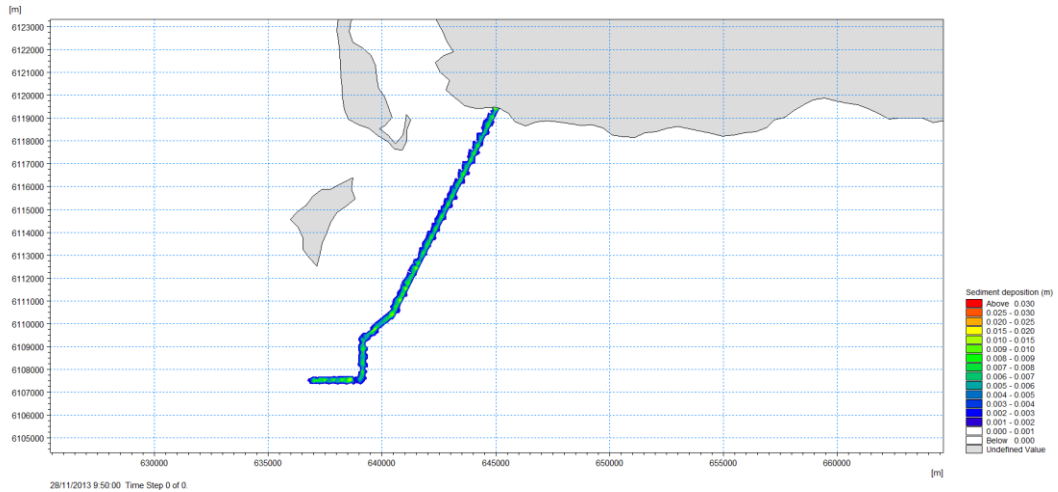 [m]
6123000
6122000
6121000
6120000
6119000
6118000
6117000
6116000
6115000
6114000
6113000
6112000
6111000
6110000
6109000
6108000
6107000
6106000
6105000
630000 635000 640000 645000 650000 655000 660000
[m]
28/11/2013 9:50:00 Time Step 0 of 0.
Sediment deposition (m)
Above 0.030
0.025 - 0.030
0.020 - 0.025
0.015 - 0.020
0.010 - 0.015
0.009 - 0.010
0.008 - 0.009
0.007 - 0.008
0.006 - 0.007
0.005 - 0.006
0.004 - 0.005
0.003 - 0.004
0.002 - 0.003
0.001 - 0.002
0.000 - 0.001
Below 0.000
Undefined Value